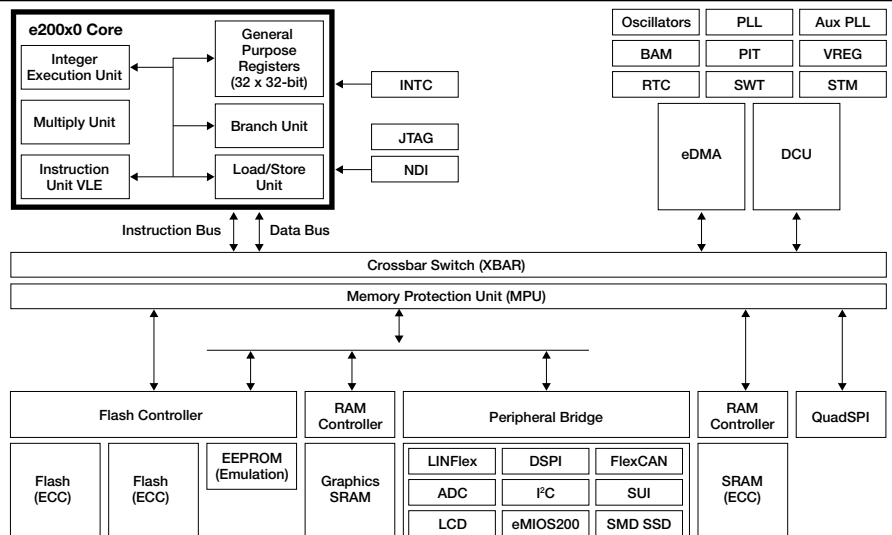 e200x0 Core
Integer
Execution Unit
General
Purpose
Registers
(32 x 32-bit)
Multiply Unit
Branch Unit
Instruction
Unit VLE
Load/Store
Unit
INTC
JTAG
NDI
Oscillators
PLL
Aux PLL
BAM
PIT
VREG
RTC
SWT
STM
eDMA
DCU
Instruction Bus
Data Bus
Crossbar Switch (XBAR)
Memory Protection Unit (MPU)
Flash Controller
RAM
Controller
Peripheral Bridge
RAM
Controller
QuadSPI
Flash
(ECC)
Flash
(ECC)
EEPROM
(Emulation)
Graphics
SRAM
LINFlex
DSPI
FlexCAN
ADC
I²C
SUI
LCD
eMIOS200
SMD SSD
SRAM
(ECC)